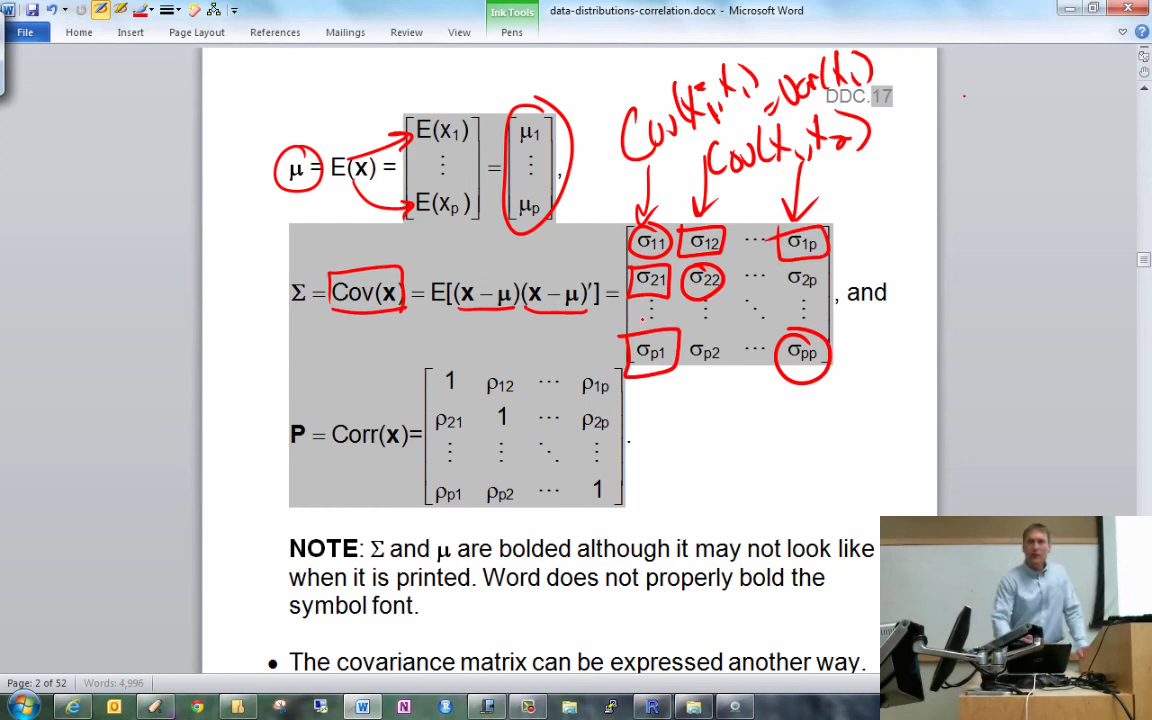 Ink Tools
data-distributions-correlation.docx - Microsoft Word
File Home Insert Page Layout References Mailings Review View Pens
Cov(x1, x1) = Var(x1)
DDC.17
Cov(x1, x2)
μ = E(x) = [E(x1) ⋮ E(xp)] = [μ1 ⋮ μp],
σ11 σ12 ⋯ σ1p
σ21 σ22 ⋯ σ2p
Σ = Cov(x) = E[(x − μ)(x − μ)′] = , and
⋮ ⋮ ⋱ ⋮
σp1 σp2 ⋯ σpp
1 ρ12 ⋯ ρ1p
ρ21 1 ⋯ ρ2p
P = Corr(x)= .
⋮ ⋮ ⋱ ⋮
ρp1 ρp2 ⋯ 1
NOTE: Σ and μ are bolded although it may not look like
when it is printed. Word does not properly bold the
symbol font.
• The covariance matrix can be expressed another way.
Page: 2 of 52 Words: 4,996